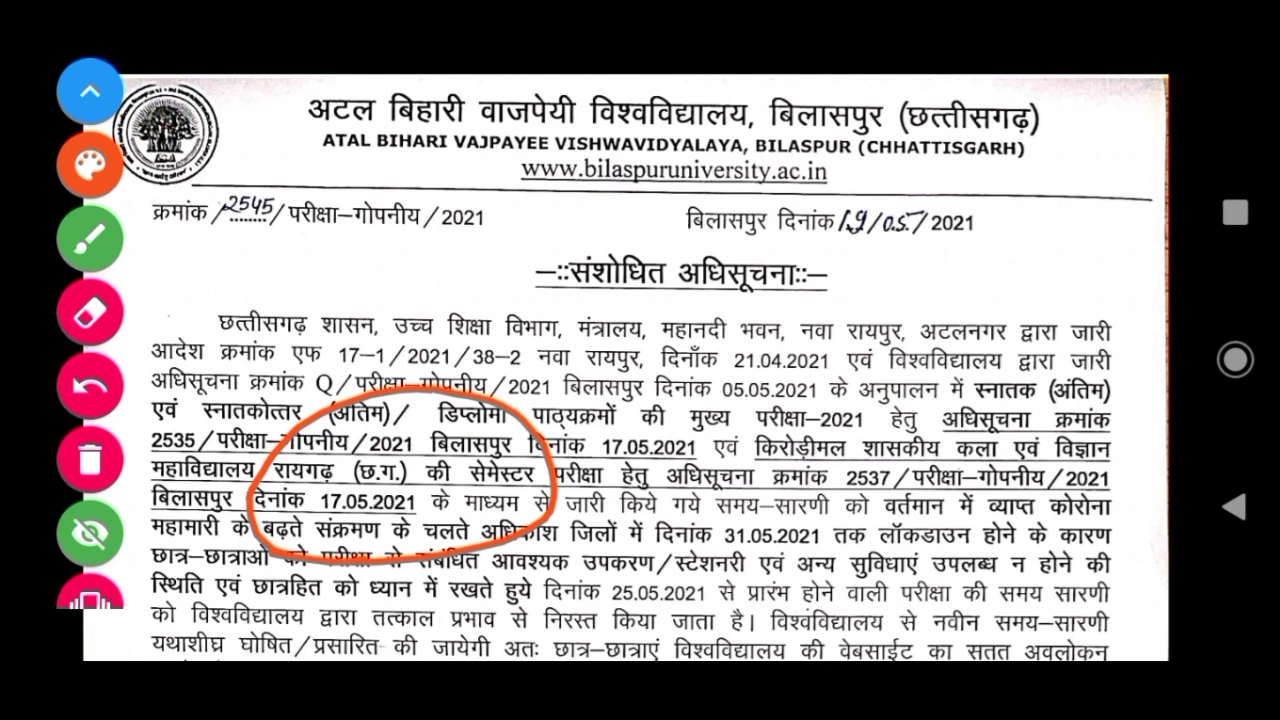 अटल बिहारी वाजपेयी विश्वविद्यालय, बिलासपुर (छत्तीसगढ़)
ATAL BIHARI VAJPAYEE VISHWAVIDYALAYA, BILASPUR (CHHATTISGARH)
www.bilaspuruniversity.ac.in
क्रमांक /2545/ परीक्षा–गोपनीय / 2021 बिलासपुर दिनांक 19/05/ 2021
–::संशोधित अधिसूचना::–
छत्तीसगढ़ शासन, उच्च शिक्षा विभाग, मंत्रालय, महानदी भवन, नवा रायपुर, अटलनगर द्वारा जारी
आदेश क्रमांक एफ 17–1/2021/38–2 नवा रायपुर, दिनाँक 21.04.2021 एवं विश्वविद्यालय द्वारा जारी
अधिसूचना क्रमांक Q/परीक्षा–गोपनीय/2021 बिलासपुर दिनांक 05.05.2021 के अनुपालन में स्नातक (अंतिम)
एवं स्नातकोत्तर (अंतिम)/ डिप्लोमा पाठ्यक्रमों की मुख्य परीक्षा–2021 हेतु अधिसूचना क्रमांक
2535/परीक्षा–गोपनीय/2021 बिलासपुर दिनांक 17.05.2021 एवं किरोड़ीमल शासकीय कला एवं विज्ञान
महाविद्यालय रायगढ़ (छ.ग.) की सेमेस्टर परीक्षा हेतु अधिसूचना क्रमांक 2537/परीक्षा–गोपनीय/2021
बिलासपुर दिनांक 17.05.2021 के माध्यम से जारी किये गये समय–सारणी को वर्तमान में व्याप्त कोरोना
महामारी के बढ़ते संक्रमण के चलते अधिकाश जिलों में दिनांक 31.05.2021 तक लॉकडाउन होने के कारण
छात्र–छात्राओं को परीक्षा से संबंधित आवश्यक उपकरण/स्टेशनरी एवं अन्य सुविधाएं उपलब्ध न होने की
स्थिति एवं छात्रहित को ध्यान में रखते हुये दिनांक 25.05.2021 से प्रारंभ होने वाली परीक्षा की समय सारणी
को विश्वविद्यालय द्वारा तत्काल प्रभाव से निरस्त किया जाता है। विश्वविद्यालय से नवीन समय–सारणी
यथाशीघ्र घोषित/प्रसारित की जायेगी अतः छात्र–छात्राएं विश्वविद्यालय की वेबसाईट का सतत अवलोकन